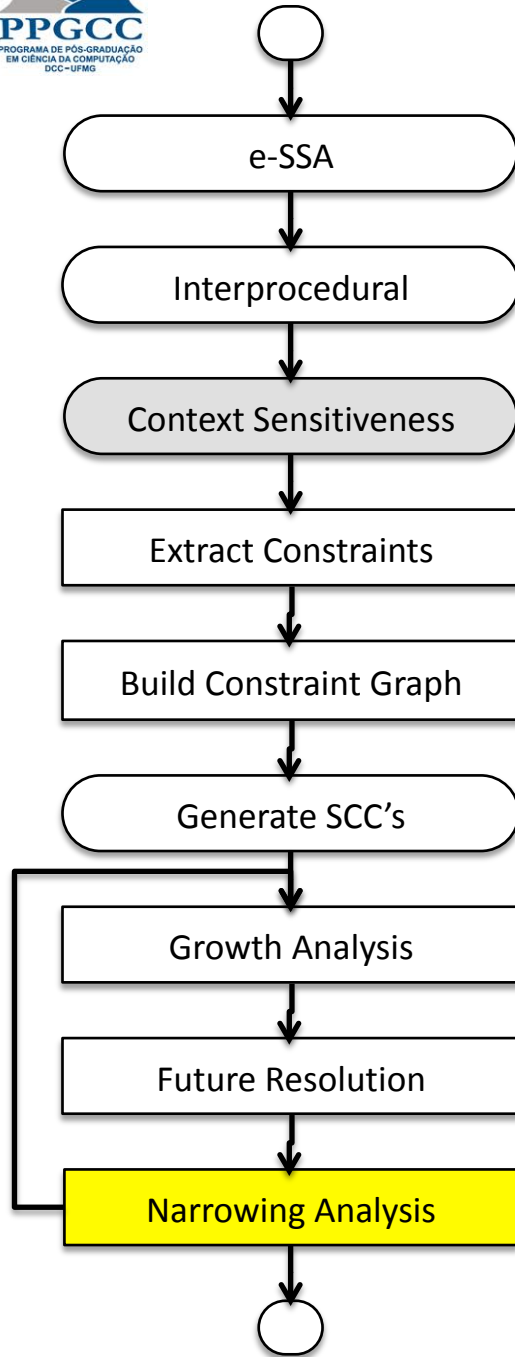 PPGCC
PROGRAMA DE PÓS-GRADUAÇÃO
EM CIÊNCIA DA COMPUTAÇÃO
DCC-UFMG
e-SSA
Interprocedural
Context Sensitiveness
Extract Constraints
Build Constraint Graph
Generate SCC's
Growth Analysis
Future Resolution
Narrowing Analysis